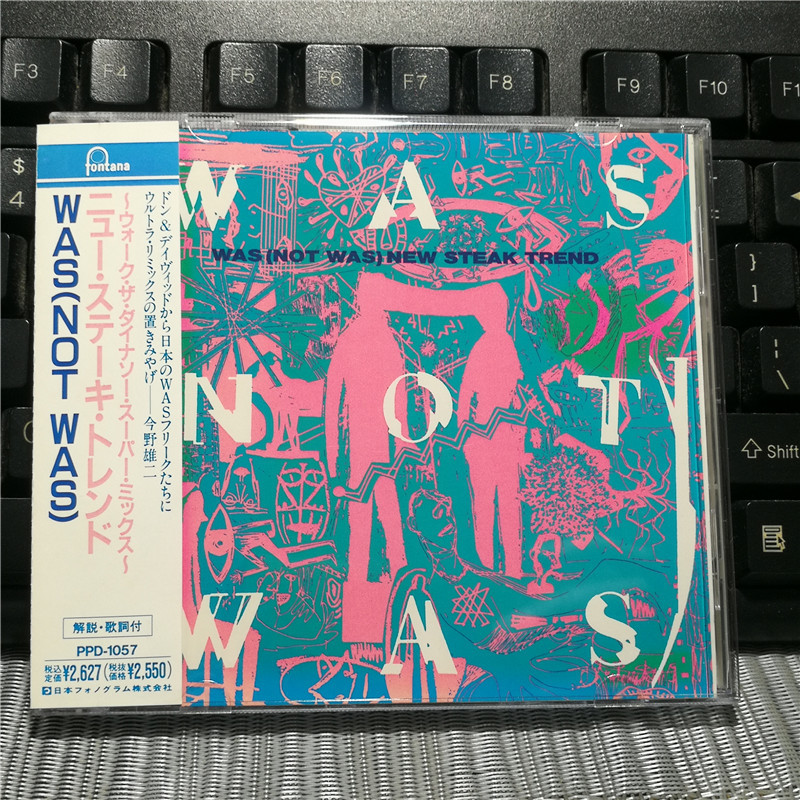 F3
F4
F5
F6
F7
F8
F9
F10
$
4
}
]
|
\
Shift
fontana
WAS(NOT WAS)
ニュー・ステーキ・トレンド
〜ウォーク・ザ・ダイナソー・スーパー・ミックス〜
ドン&デイヴィッドから日本のWASフリークたちに
ウルトラ・リミックスの置きみやげ——今野雄二
解説・歌詞付
PPD-1057
税込定価¥2,627(税抜価格¥2,550)
日本フォノグラム株式会社
WAS
WAS(NOT WAS) NEW STEAK TREND
NOT)
WAS)